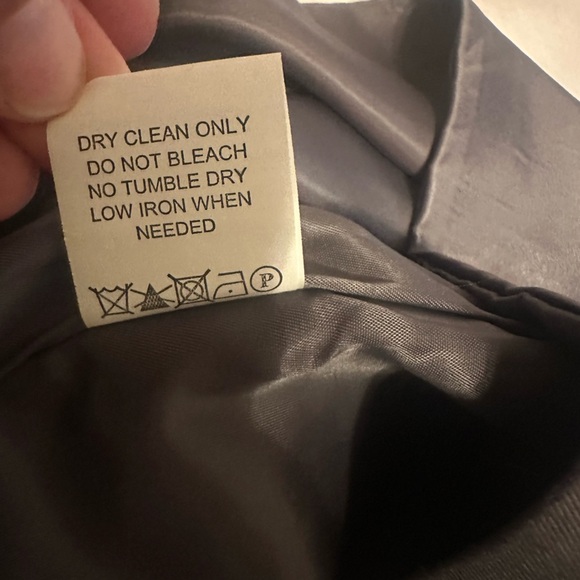 DRY CLEAN ONLY
DO NOT BLEACH
NO TUMBLE DRY
LOW IRON WHEN
NEEDED
P